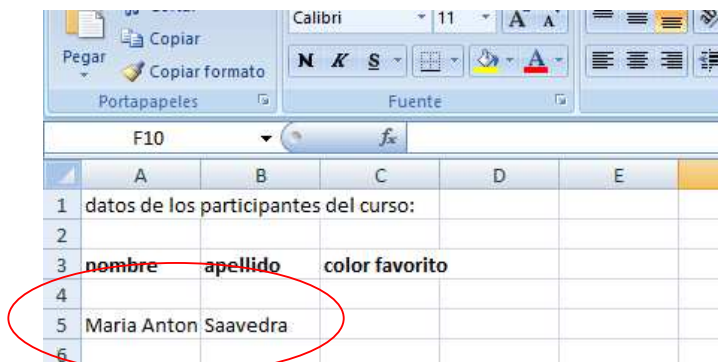 Calibri 11 A A
Copiar
Pegar
Copiar formato
N K S A
Portapapeles Fuente
F10 fx
A B C D E
1 datos de los participantes del curso:
2
3 nombre apellido color favorito
4
5 Maria Anton Saavedra
6